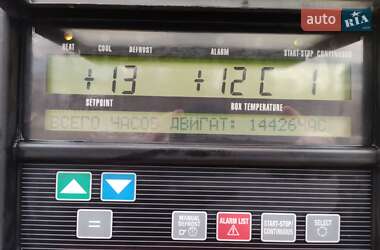 auto RIA
HEAT COOL DEFROST ALARM START-STOP CONTINUOUS
+13 +12C 1
SETPOINT BOX TEMPERATURE
ВСЕГО ЧАСОВ ДВИГАТ: 14426ЧАС
MANUAL DEFROST ALARM LIST START-STOP/ CONTINUOUS SELECT
=